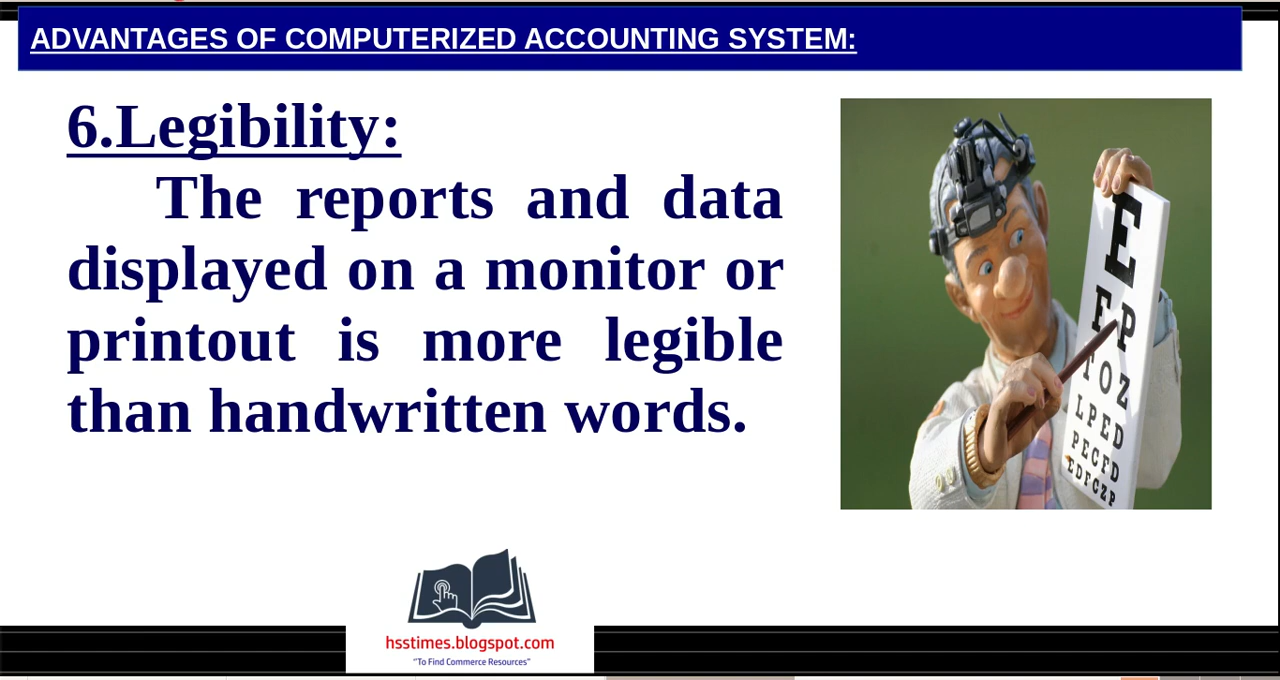 ADVANTAGES OF COMPUTERIZED ACCOUNTING SYSTEM:
6.Legibility:
The reports and data
displayed on a monitor or
printout is more legible
than handwritten words.
E
F P
T O Z
L P E D
P E C F D
E D F C Z P
hsstimes.blogspot.com
"To Find Commerce Resources"